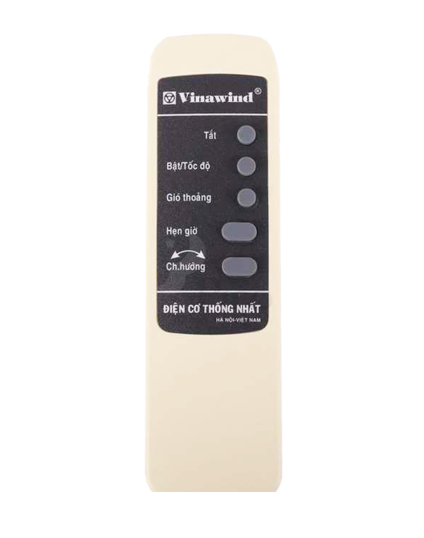 Vinawind®
Tắt
Bật/Tốc độ
Gió thoảng
Hẹn giờ
Ch.hướng
ĐIỆN CƠ THỐNG NHẤT
HÀ NỘI-VIỆT NAM